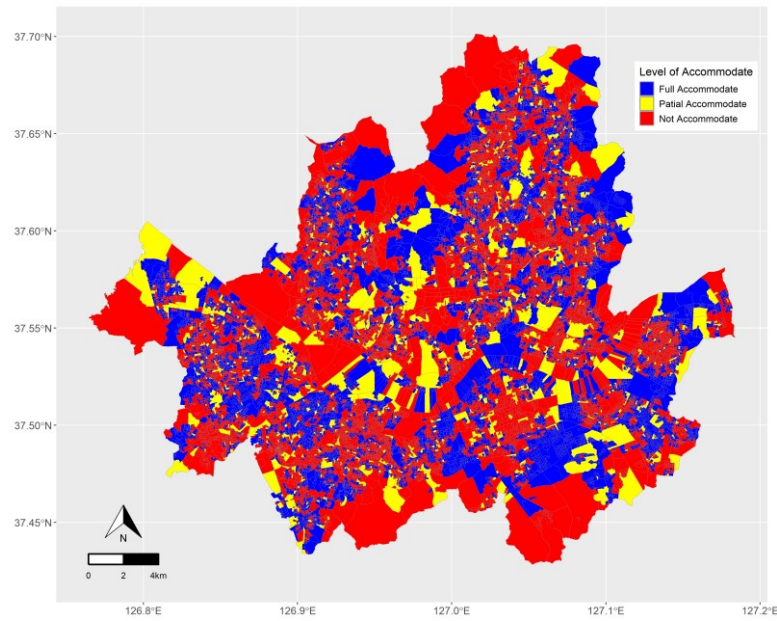 37.70°N
37.65°N
37.60°N
37.55°N
37.50°N
37.45°N
Level of Accommodate
Full Accommodate
Patial Accommodate
Not Accommodate
N
0 2 4km
126.8°E 126.9°E 127.0°E 127.1°E 127.2°E